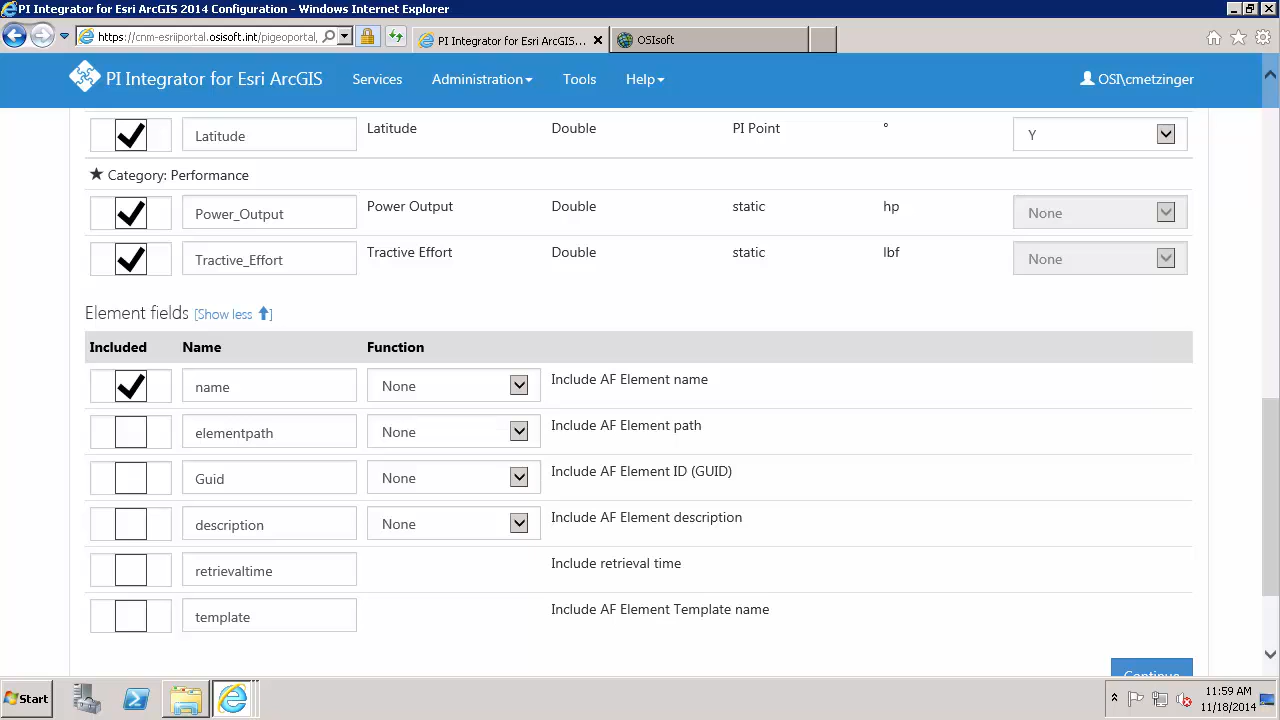 PI Integrator for Esri ArcGIS 2014 Configuration - Windows Internet Explorer
https://cnm-esriiportal.osisoft.int/pigeoportal,
PI Integrator for Esri ArcGIS...
OSIsoft
PI Integrator for Esri ArcGIS
Services
Administration
Tools
Help
OSI\cmetzinger
Latitude Latitude Double PI Point ° Y
Category: Performance
Power_Output Power Output Double static hp None
Tractive_Effort Tractive Effort Double static lbf None
Element fields [Show less ]
Included Name Function
name None Include AF Element name
elementpath None Include AF Element path
Guid None Include AF Element ID (GUID)
description None Include AF Element description
retrievaltime Include retrieval time
template Include AF Element Template name
Continue
Start
11:59 AM
11/18/2014